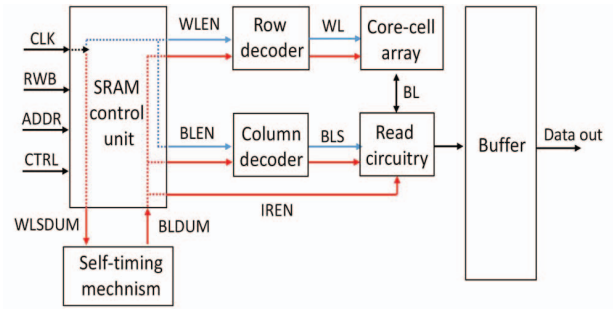 CLK
RWB
ADDR
CTRL
SRAM
control
unit
WLEN
Row
decoder
WL
Core-cell
array
BL
BLEN
Column
decoder
BLS
Read
circuitry
Buffer
Data out
WLSDUM
BLDUM
IREN
Self-timing
mechnism